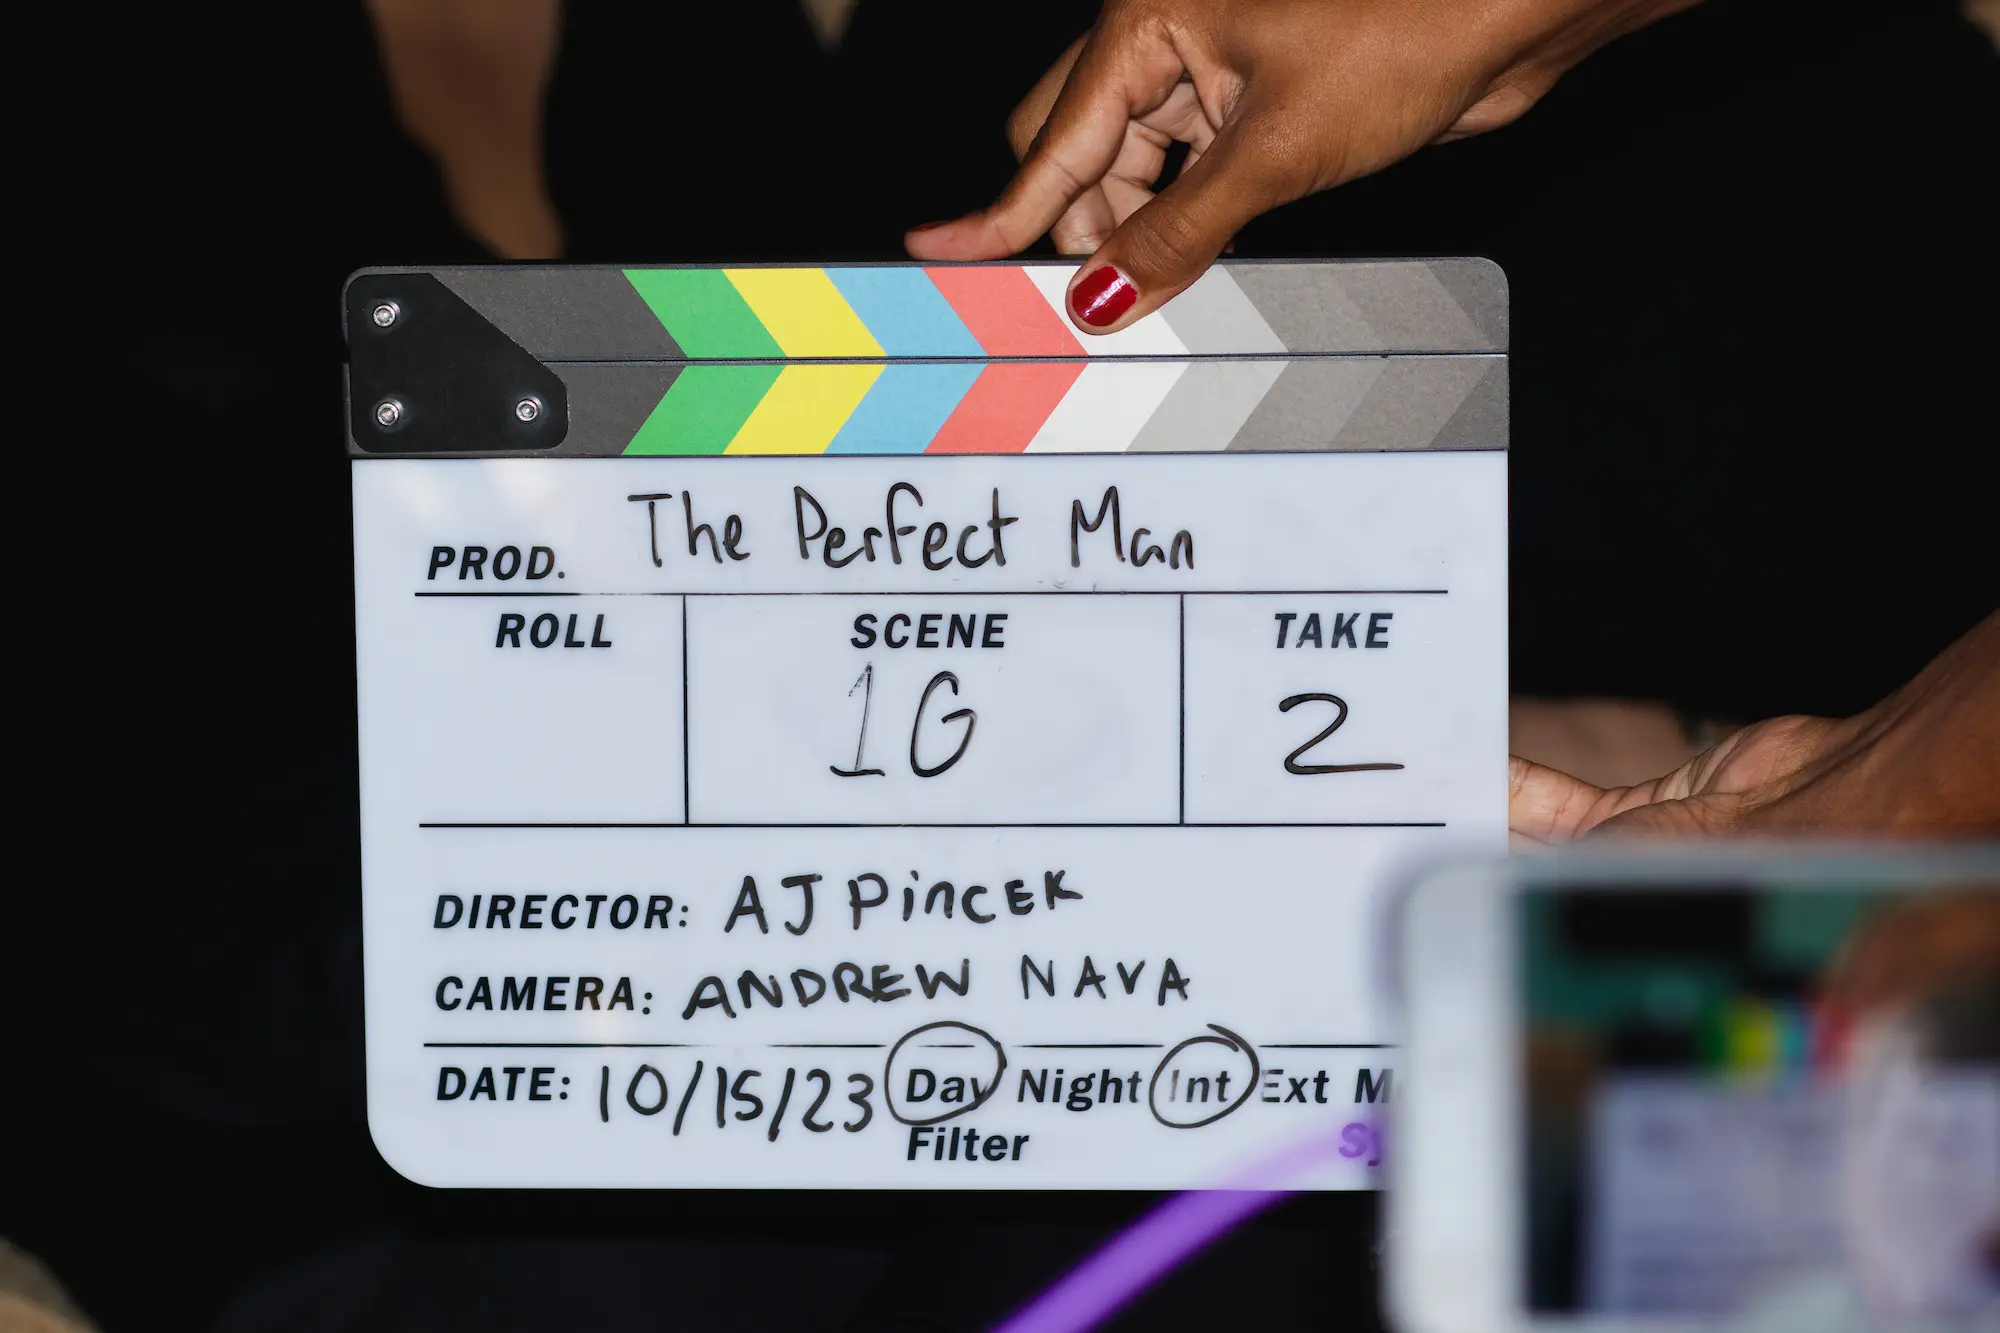 PROD. The Perfect Man
ROLL SCENE TAKE
1G 2
DIRECTOR: AJ PincEK
CAMERA: ANDREW NAVA
DATE: 10/15/23 Day Night Int Ext
Filter